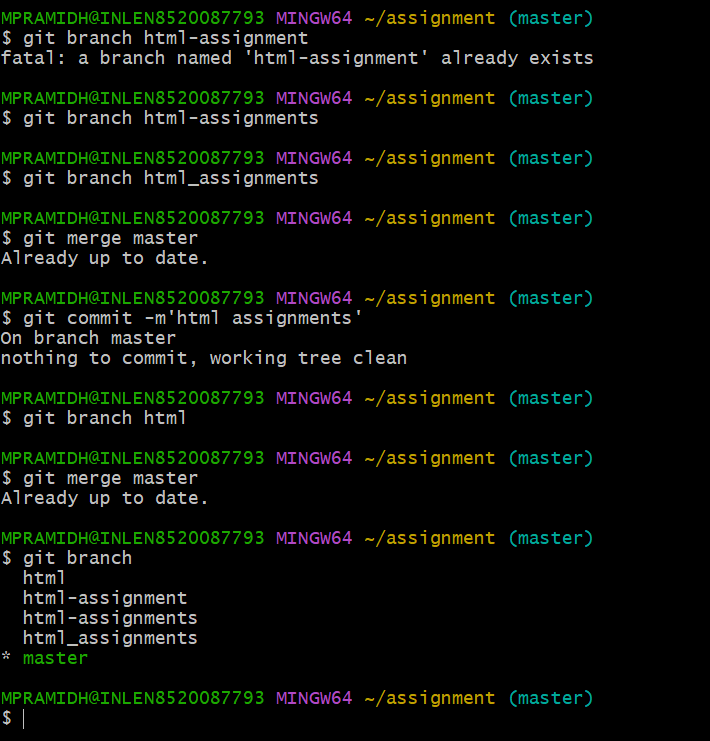 MPRAMIDH@INLEN8520087793 MINGW64 ~/assignment (master)
$ git branch html-assignment
fatal: a branch named 'html-assignment' already exists
MPRAMIDH@INLEN8520087793 MINGW64 ~/assignment (master)
$ git branch html-assignments
MPRAMIDH@INLEN8520087793 MINGW64 ~/assignment (master)
$ git branch html_assignments
MPRAMIDH@INLEN8520087793 MINGW64 ~/assignment (master)
$ git merge master
Already up to date.
MPRAMIDH@INLEN8520087793 MINGW64 ~/assignment (master)
$ git commit -m'html assignments'
On branch master
nothing to commit, working tree clean
MPRAMIDH@INLEN8520087793 MINGW64 ~/assignment (master)
$ git branch html
MPRAMIDH@INLEN8520087793 MINGW64 ~/assignment (master)
$ git merge master
Already up to date.
MPRAMIDH@INLEN8520087793 MINGW64 ~/assignment (master)
$ git branch
  html
  html-assignment
  html-assignments
  html_assignments
* master
MPRAMIDH@INLEN8520087793 MINGW64 ~/assignment (master)
$